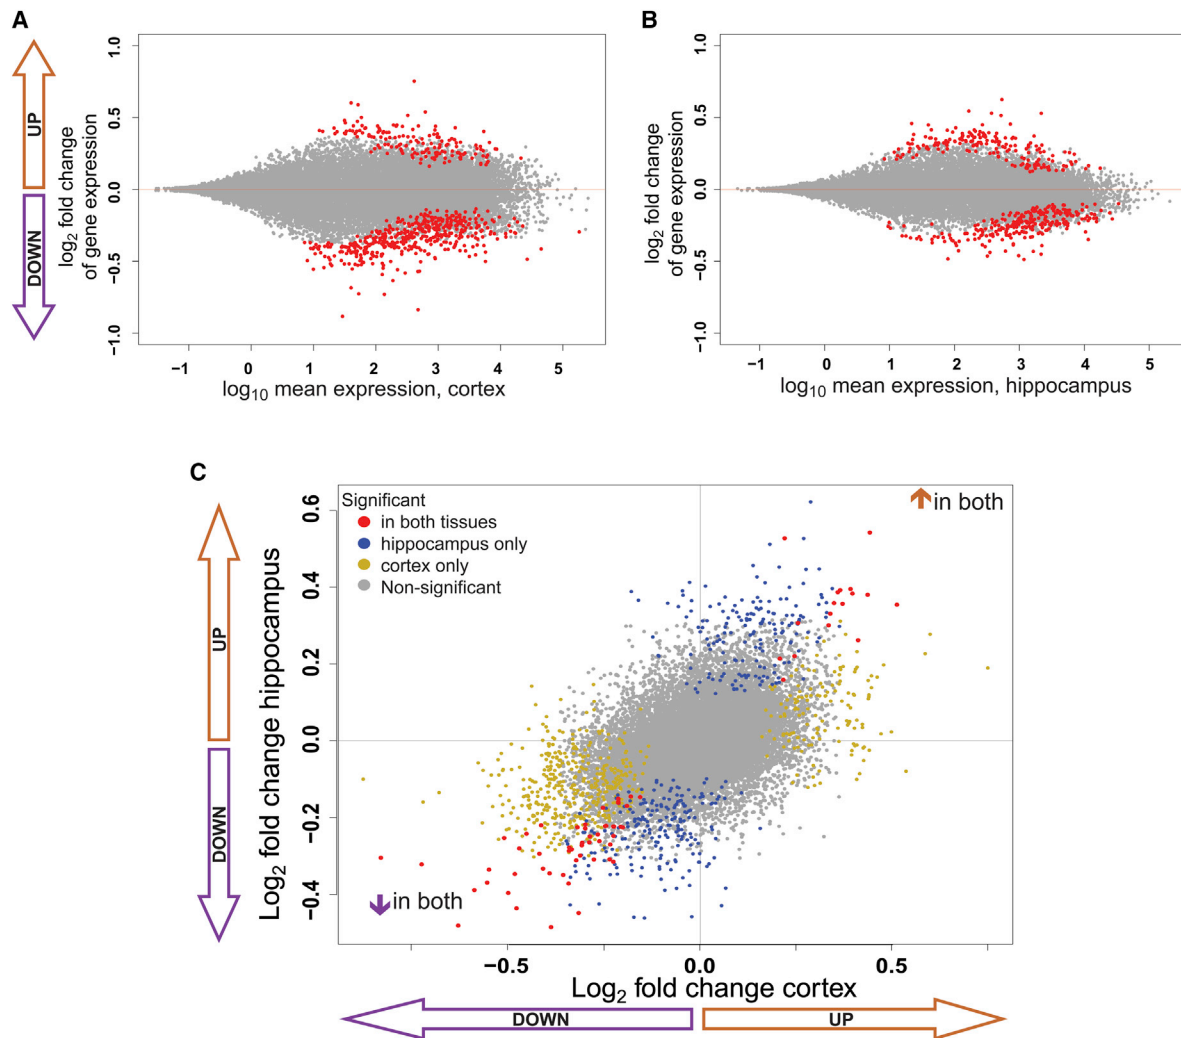 A
UP
DOWN
log2 fold change
of gene expression
1.0
0.5
0.0
−0.5
−1.0
−1 0 1 2 3 4 5
log10 mean expression, cortex
B
log2 fold change
of gene expression
1.0
0.5
0.0
−0.5
−1.0
−1 0 1 2 3 4 5
log10 mean expression, hippocampus
C
UP
DOWN
Log2 fold change hippocampus
0.6
0.4
0.2
0.0
−0.2
−0.4
Significant
in both tissues
hippocampus only
cortex only
Non-significant
in both
in both
−0.5 0.0 0.5
Log2 fold change cortex
DOWN UP